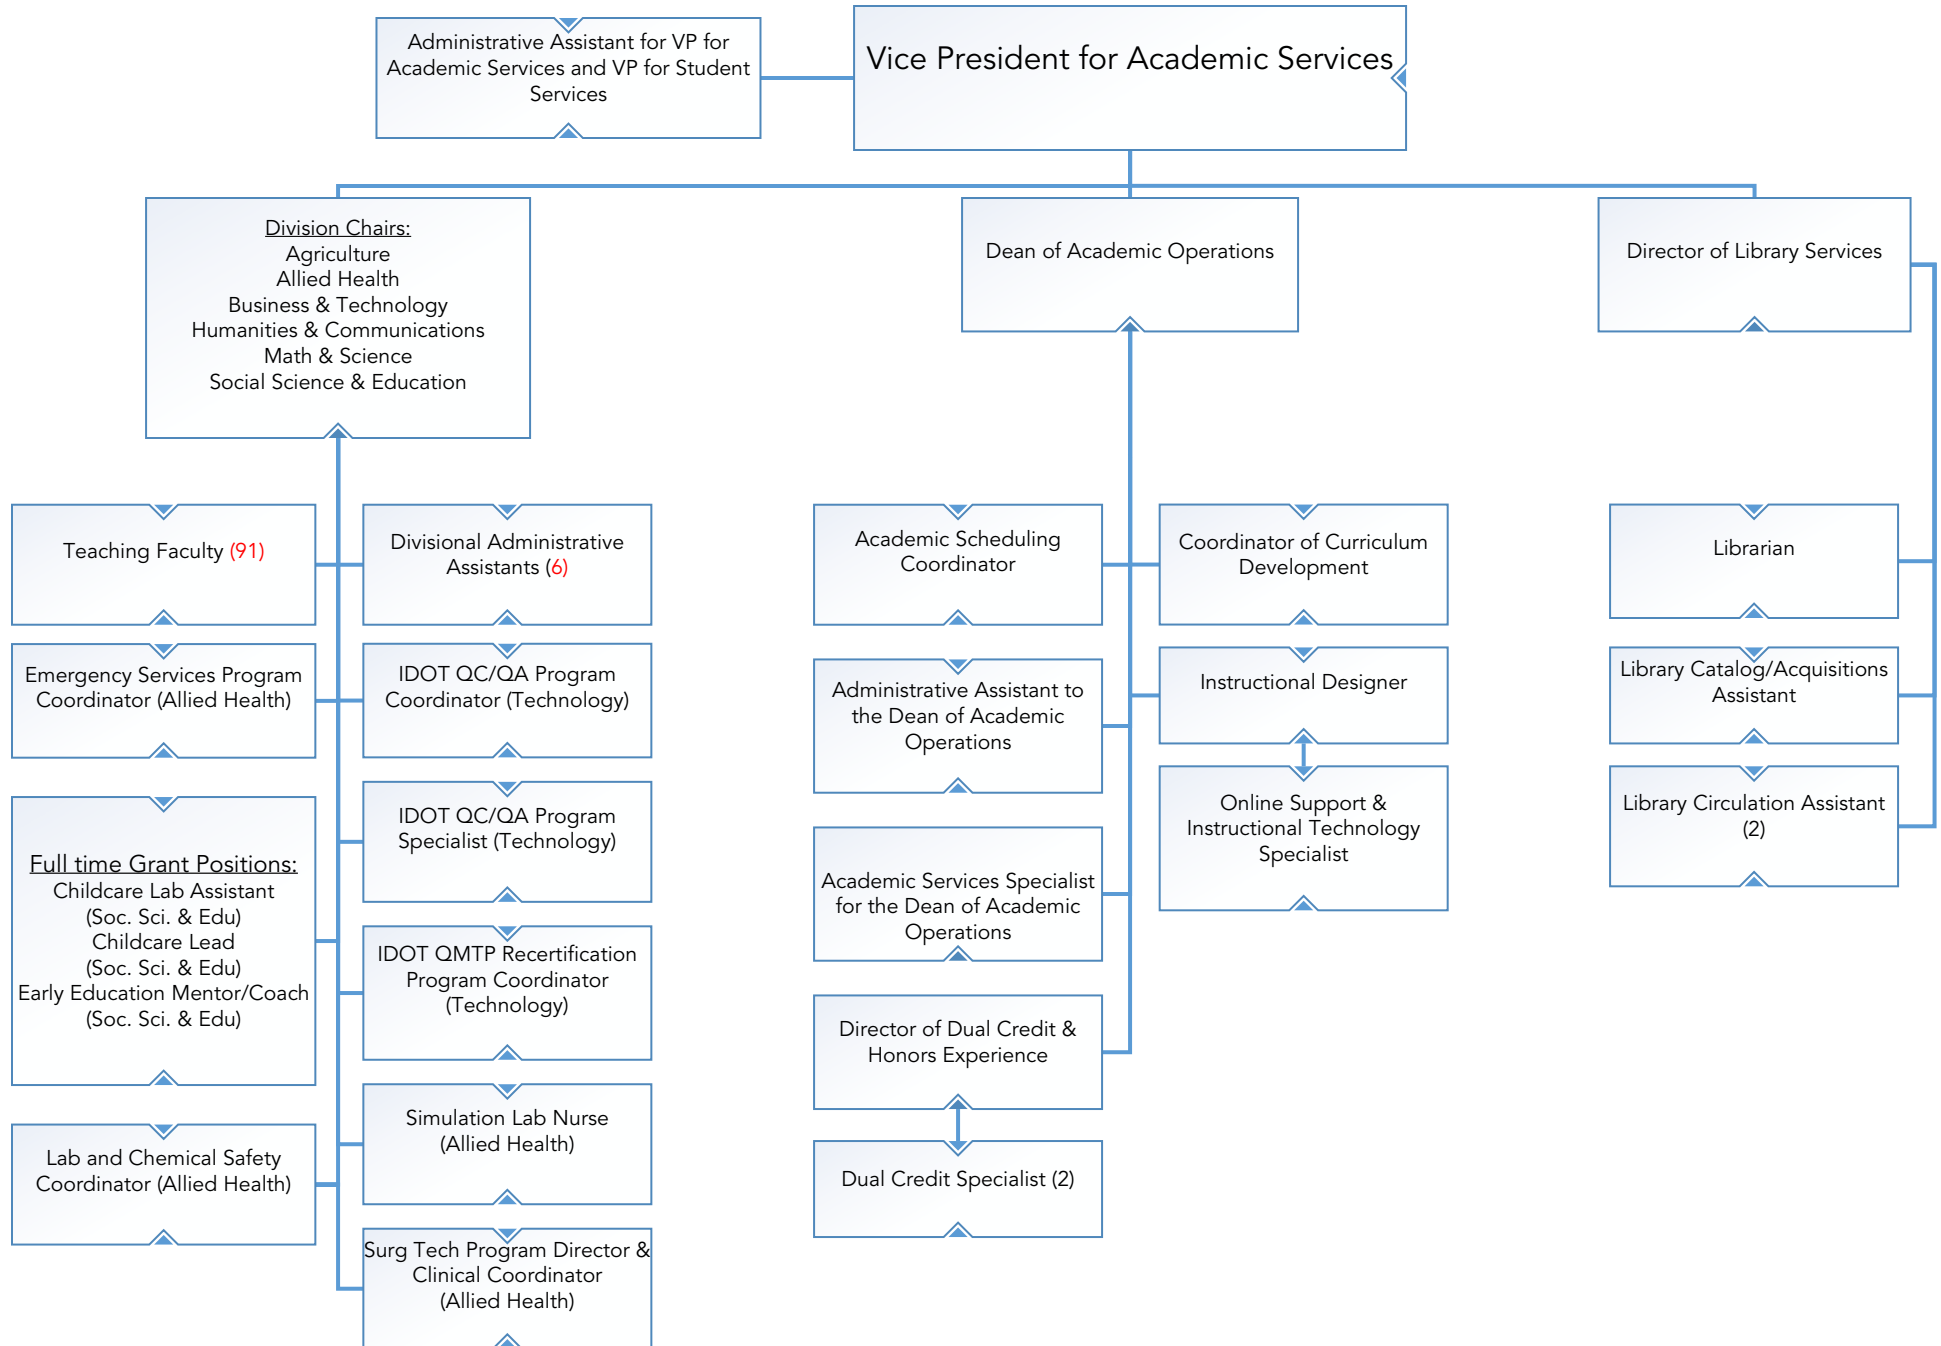 Administrative Assistant for VP for
Academic Services and VP for Student
Services
Vice President for Academic Services
Division Chairs:
Agriculture
Allied Health
Business & Technology
Humanities & Communications
Math & Science
Social Science & Education
Dean of Academic Operations
Director of Library Services
Teaching Faculty (91)
Divisional Administrative
Assistants (6)
Emergency Services Program
Coordinator (Allied Health)
IDOT QC/QA Program
Coordinator (Technology)
IDOT QC/QA Program
Specialist (Technology)
Full time Grant Positions:
Childcare Lab Assistant
(Soc. Sci. & Edu)
Childcare Lead
(Soc. Sci. & Edu)
Early Education Mentor/Coach
(Soc. Sci. & Edu)
IDOT QMTP Recertification
Program Coordinator
(Technology)
Simulation Lab Nurse
(Allied Health)
Lab and Chemical Safety
Coordinator (Allied Health)
Surg Tech Program Director &
Clinical Coordinator
(Allied Health)
Academic Scheduling
Coordinator
Coordinator of Curriculum
Development
Administrative Assistant to
the Dean of Academic
Operations
Instructional Designer
Online Support &
Instructional Technology
Specialist
Academic Services Specialist
for the Dean of Academic
Operations
Director of Dual Credit &
Honors Experience
Dual Credit Specialist (2)
Librarian
Library Catalog/Acquisitions
Assistant
Library Circulation Assistant
(2)